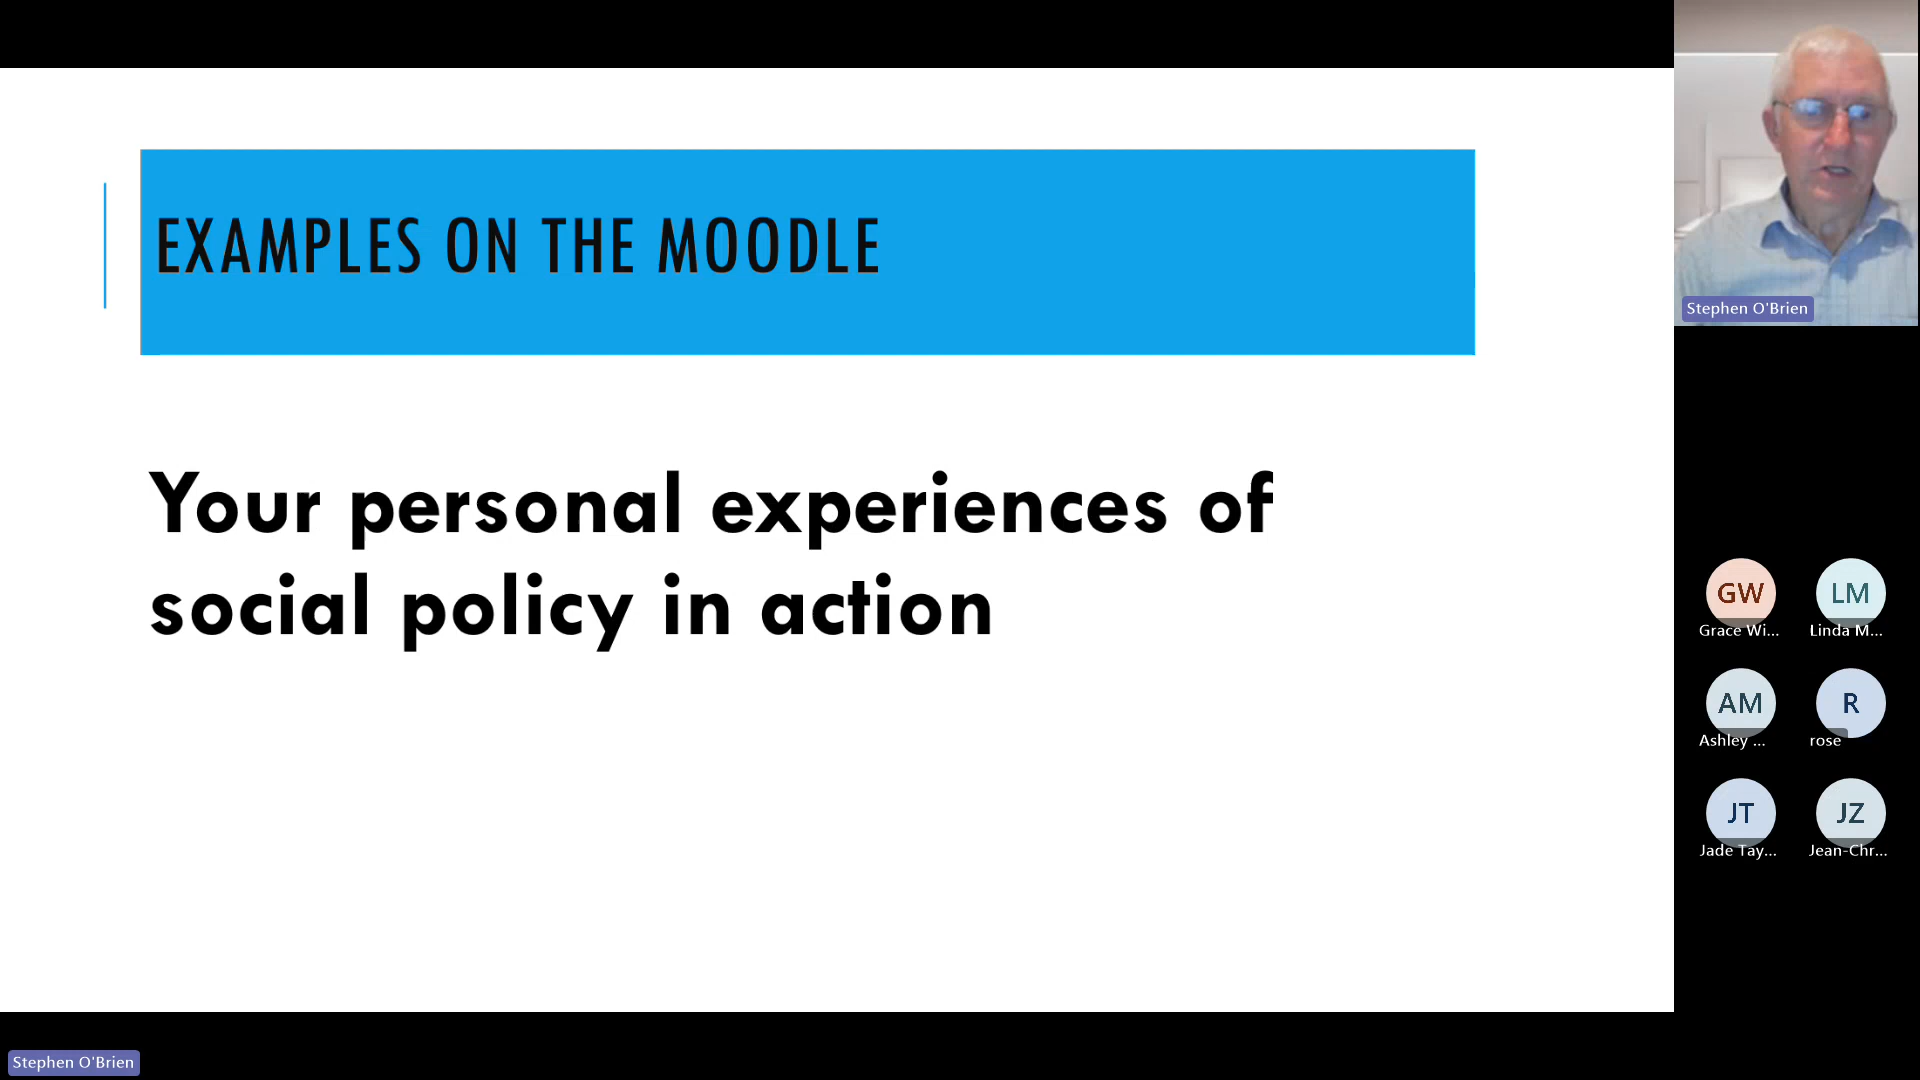 EXAMPLES ON THE MOODLE
Your personal experiences of
social policy in action
Stephen O'Brien
GW
LM
Grace Wi...
Linda M...
AM
R
Ashley ...
rose
JT
JZ
Jade Tay...
Jean-Chr...
Stephen O'Brien